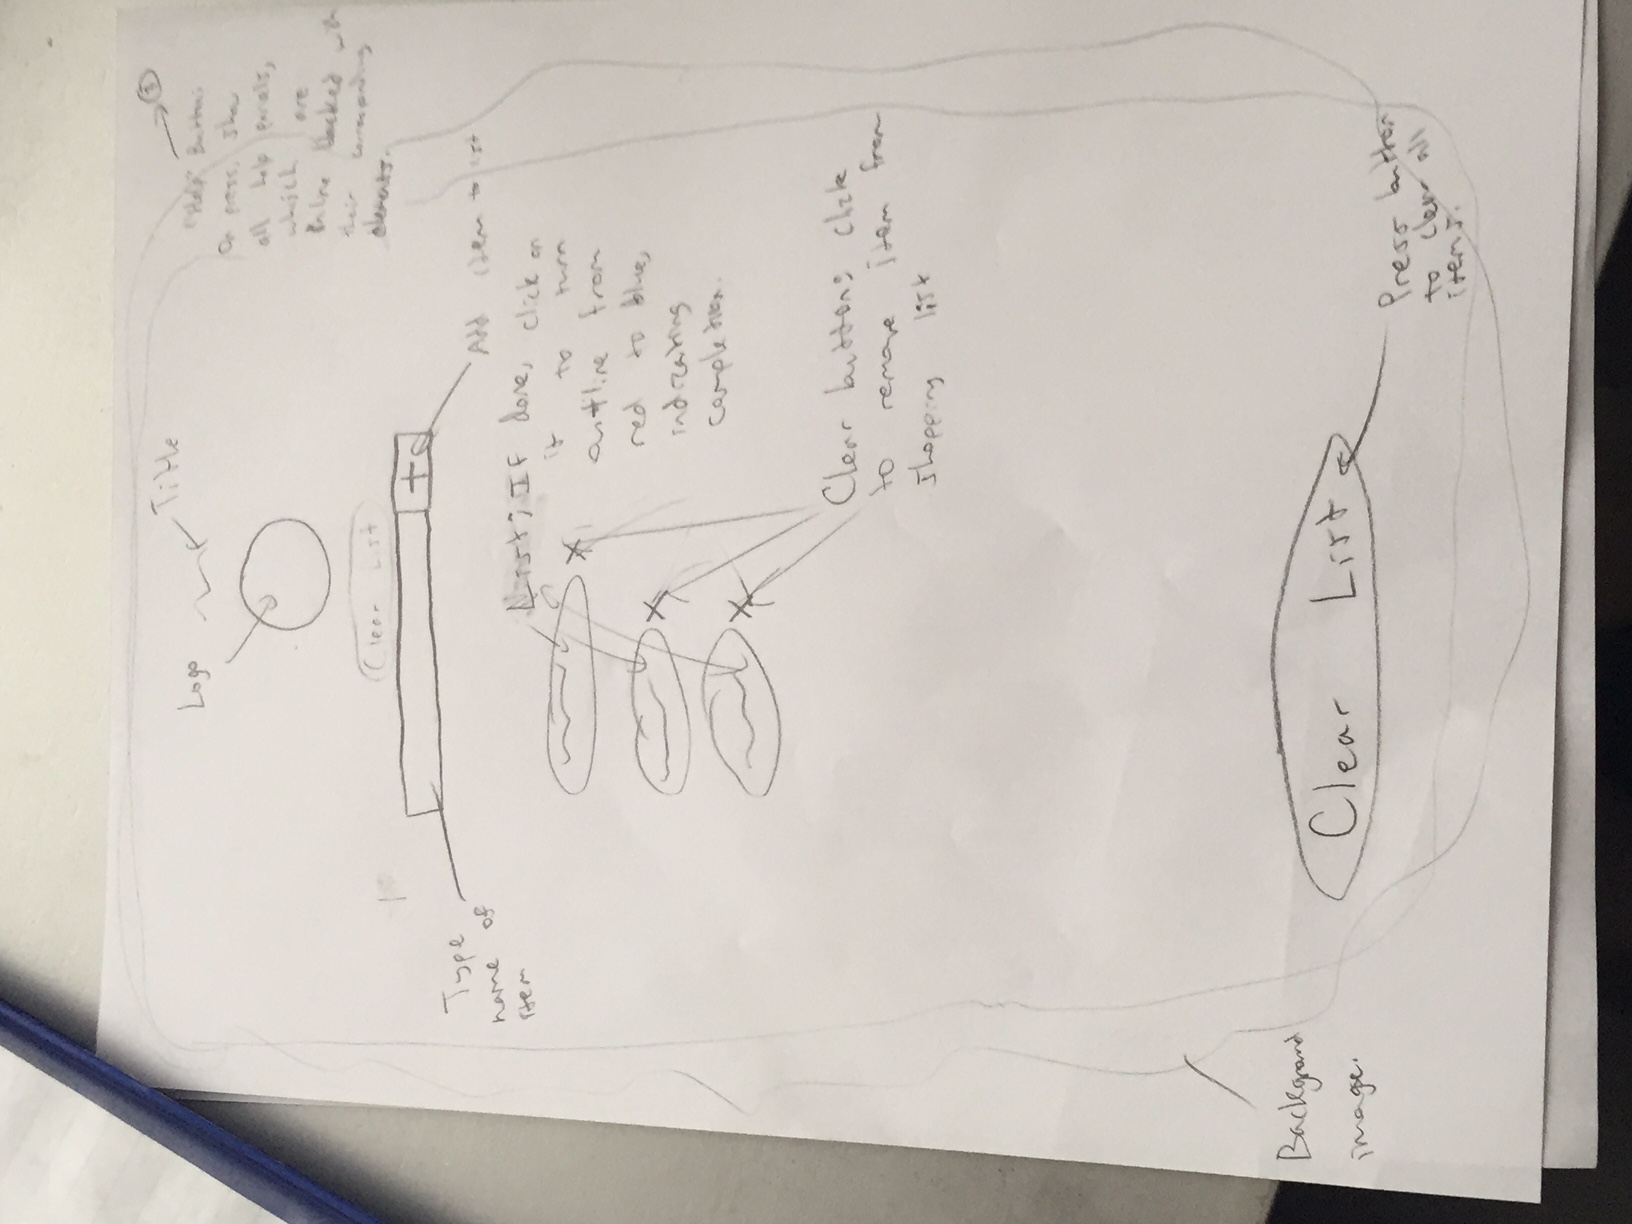 Title
Logo
"Help" Button:
On press, show
all help panels,
which are
inline blocked with
their corresponding
elements.
Clear List
+
Type
name of
item
Add item to list
List; If done, click on
it to turn
outline from
red to blue,
indicating
completion.
Clear button; click
to remove item from
shopping list
Background
image.
Clear List
Press button
to clear all
items.